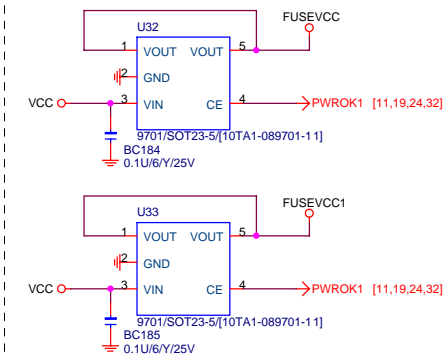 FUSEVCC
U32
1 VOUT VOUT 5
2 GND
VCC 3 VIN CE 4 PWROK1 [11,19,24,32]
9701/SOT23-5/[10TA1-089701-11]
BC184
0.1U/6/Y/25V
FUSEVCC1
U33
1 VOUT VOUT 5
2 GND
VCC 3 VIN CE 4 PWROK1 [11,19,24,32]
9701/SOT23-5/[10TA1-089701-11]
BC185
0.1U/6/Y/25V